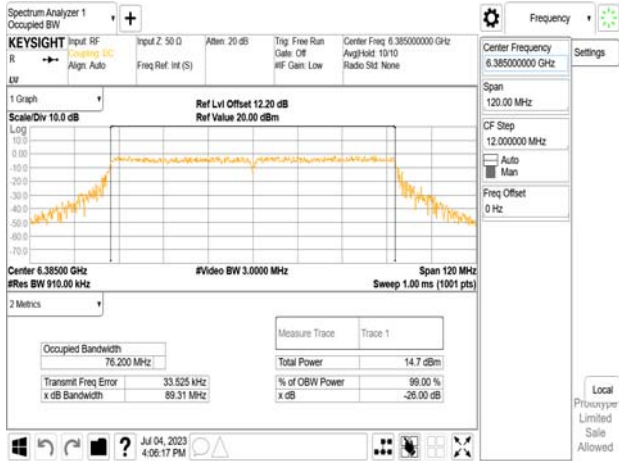 Spectrum Analyzer 1
Occupied BW
Frequency
KEYSIGHT
R
LXI
Input: RF
Coupling: DC
Align: Auto
Input Z: 50 Ω
Freq Ref: Int (S)
Atten: 20 dB
Trig: Free Run
Gate: Off
#IF Gain: Low
Center Freq: 6.385000000 GHz
Avg|Hold: 10/10
Radio Std: None
Center Frequency
6.385000000 GHz
Settings
Span
120.00 MHz
CF Step
12.000000 MHz
Auto
Man
Freq Offset
0 Hz
1 Graph
Scale/Div 10.0 dB
Ref Lvl Offset 12.20 dB
Ref Value 20.00 dBm
Log
10.0
0.00
-10.0
-20.0
-30.0
-40.0
-50.0
-60.0
-70.0
Center 6.38500 GHz
#Video BW 3.0000 MHz
Span 120 MHz
#Res BW 910.00 kHz
Sweep 1.00 ms (1001 pts)
2 Metrics
Measure Trace
Trace 1
Occupied Bandwidth
76.200 MHz
Total Power
14.7 dBm
Transmit Freq Error
33.525 kHz
% of OBW Power
99.00 %
x dB Bandwidth
89.31 MHz
x dB
-26.00 dB
Local
Prototype
Limited
Sale
Allowed
Jul 04, 2023
4:06:17 PM